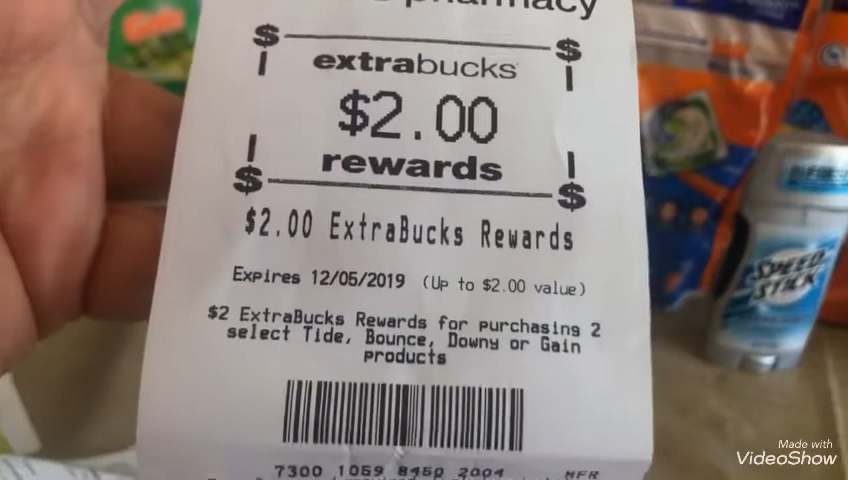 pharmacy
$ $
extrabucks
$2.00
rewards
$ $
$2.00 ExtraBucks Rewards
Expires 12/05/2019 (Up to $2.00 value)
$2 ExtraBucks Rewards for purchasing 2
select Tide, Bounce, Downy or Gain
products
7300 1059 8450 2004 MFR
Gain
SPEED
STICK
Made with
VideoShow